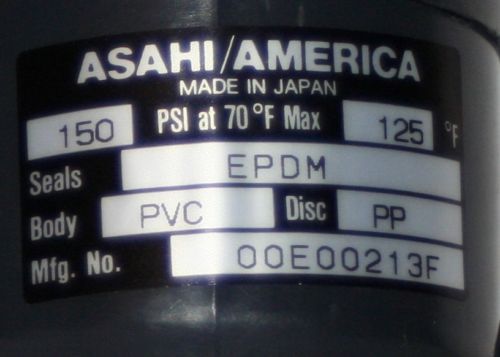 ASAHI/AMERICA
MADE IN JAPAN
150 PSI at 70°F Max 125 °F
Seals EPDM
Body PVC Disc PP
Mfg. No. 00E00213F